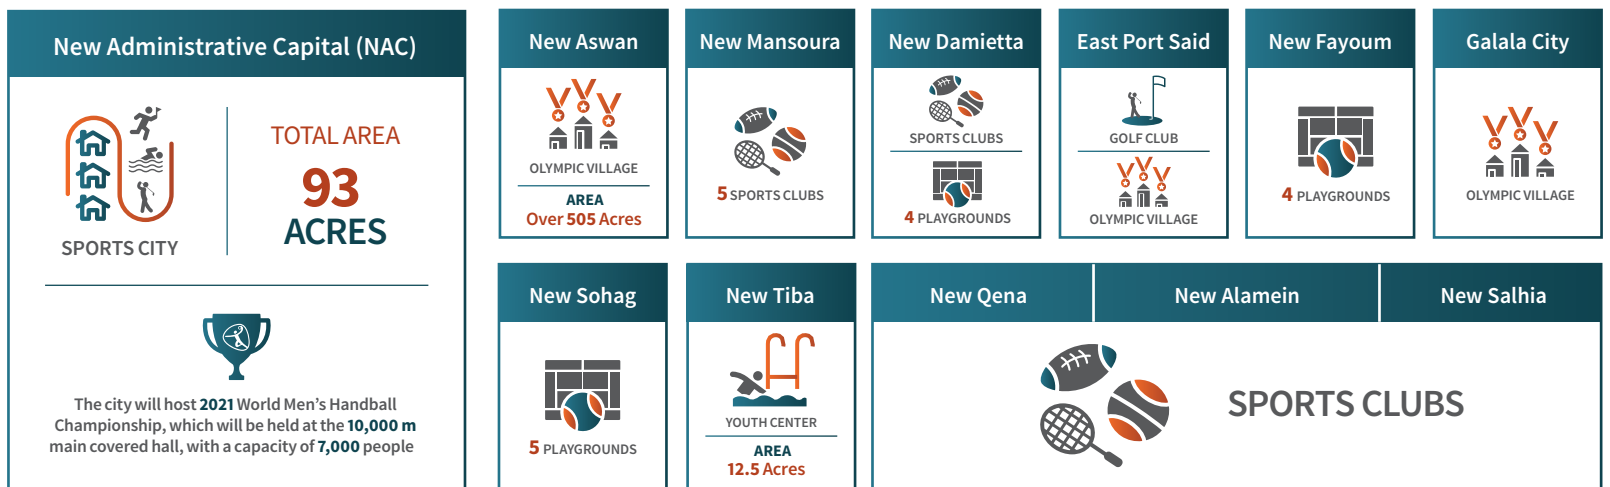 New Administrative Capital (NAC)
SPORTS CITY
TOTAL AREA
93
ACRES
The city will host 2021 World Men's Handball
Championship, which will be held at the 10,000 m
main covered hall, with a capacity of 7,000 people
New Aswan
OLYMPIC VILLAGE
AREA
Over 505 Acres
New Mansoura
5 SPORTS CLUBS
New Damietta
SPORTS CLUBS
4 PLAYGROUNDS
East Port Said
GOLF CLUB
OLYMPIC VILLAGE
New Fayoum
4 PLAYGROUNDS
Galala City
OLYMPIC VILLAGE
New Sohag
5 PLAYGROUNDS
New Tiba
YOUTH CENTER
AREA
12.5 Acres
New Qena
New Alamein
New Salhia
SPORTS CLUBS